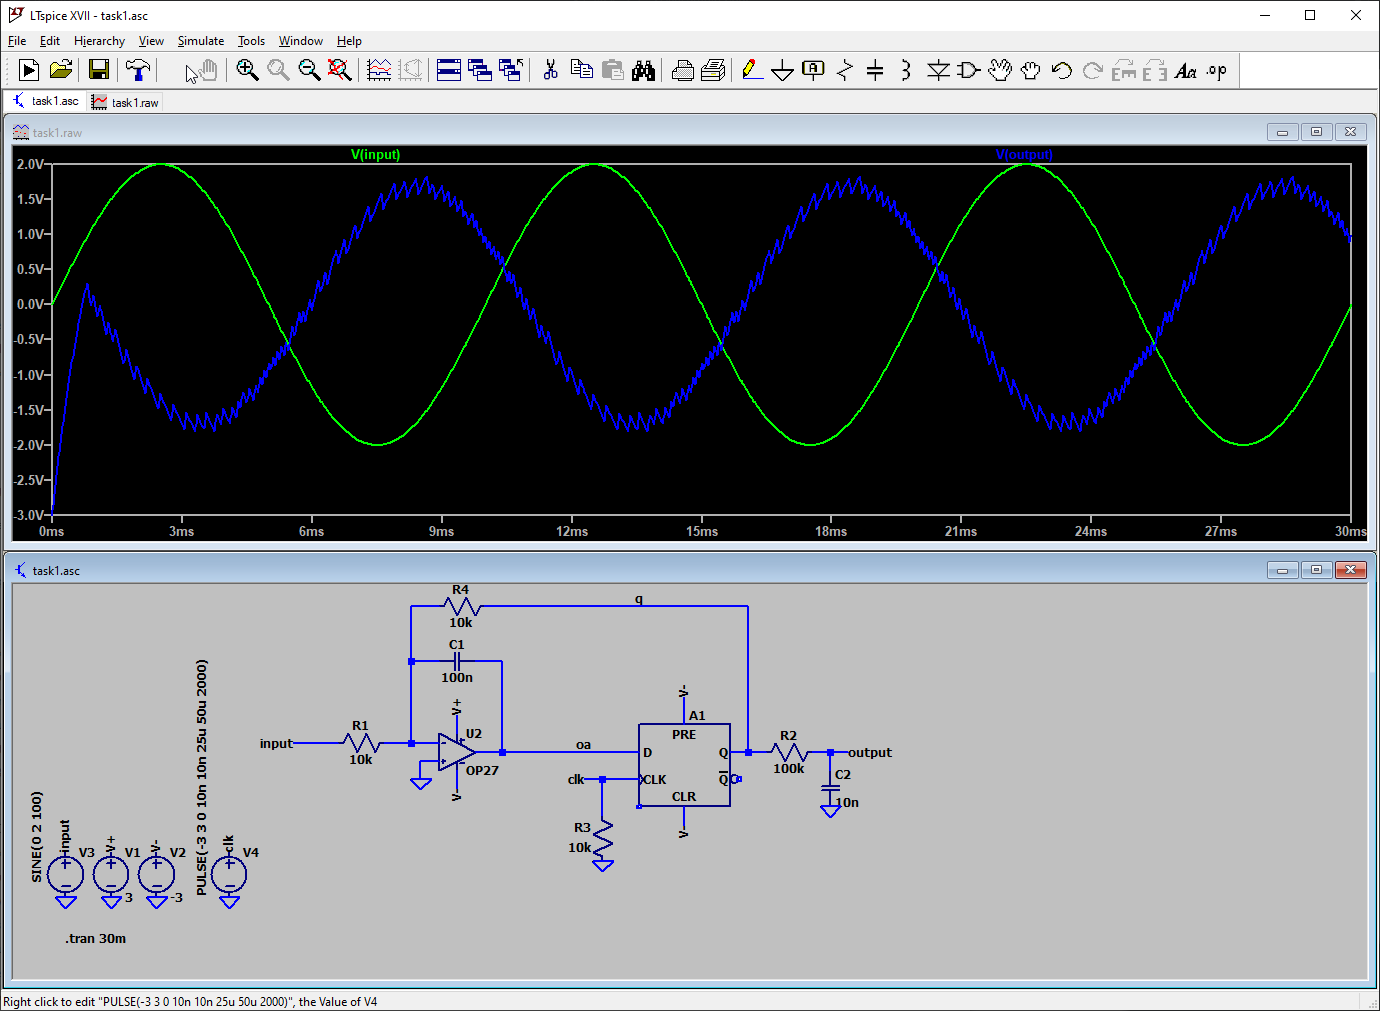 LTspice XVII - task1.asc
File Edit Hierarchy View Simulate Tools Window Help
task1.asc task1.raw
task1.raw
V(input) V(output)
2.0V
1.5V
1.0V
0.5V
0.0V
-0.5V
-1.0V
-1.5V
-2.0V
-2.5V
-3.0V
0ms 3ms 6ms 9ms 12ms 15ms 18ms 21ms 24ms 27ms 30ms
task1.asc
R4
q
10k
C1
100n
V-
V+
A1
U2
PRE
R1
input
10k
oa
D
Q
R2
output
OP27
100k
clk
CLK
Q
C2
V-
CLR
10n
R3
V-
10k
SINE(0 2 100)
input
V3
V+
V1
3
V-
V2
-3
PULSE(-3 3 0 10n 10n 25u 50u 2000)
clk
V4
.tran 30m
Right click to edit "PULSE(-3 3 0 10n 10n 25u 50u 2000)", the Value of V4